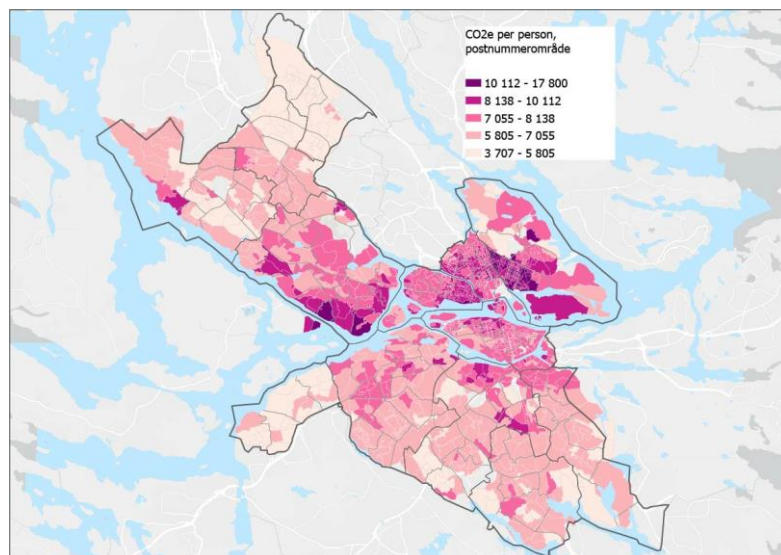 CO2e per person,
postnummerområde
10 112 - 17 800
8 138 - 10 112
7 055 - 8 138
5 805 - 7 055
3 707 - 5 805